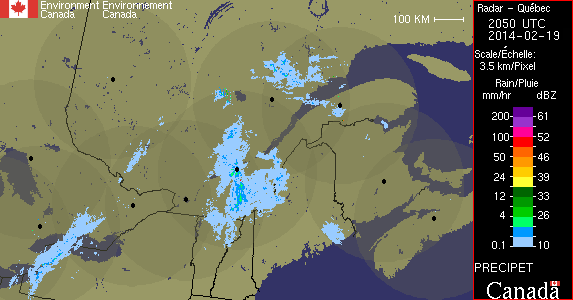 Environment Environnement
Canada Canada
100 KM
Radar - Québec
2050 UTC
2014-02-19
Scale/Échelle:
3.5 km/Pixel
Rain/Pluie
mm/hr dBZ
200 61
100 52
50 46
24 39
12 33
4 26
0.1 10
PRECIPET
Canada